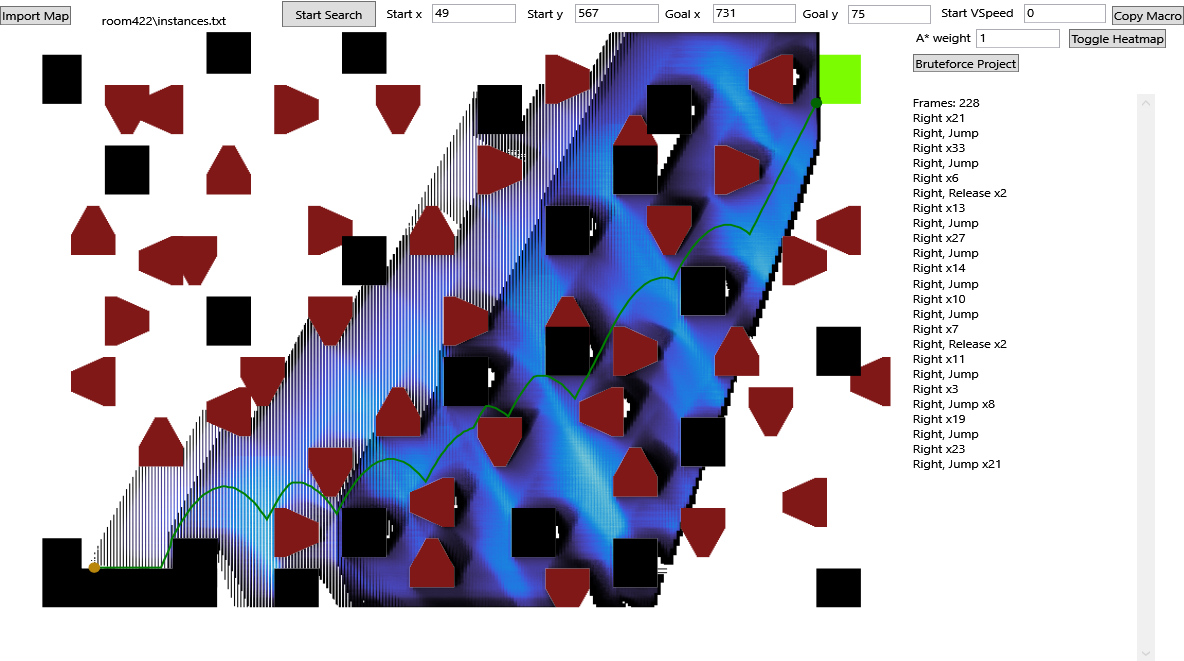 Import Map
room422\instances.txt
Start Search
Start x 49
Start y 567
Goal x 731
Goal y 75
Start VSpeed 0
Copy Macro
A* weight 1
Toggle Heatmap
Bruteforce Project
Frames: 228
Right x21
Right, Jump
Right x33
Right, Jump
Right x6
Right, Release x2
Right x13
Right, Jump
Right x27
Right, Jump
Right x14
Right, Jump
Right x10
Right, Jump
Right x7
Right, Release x2
Right x11
Right, Jump
Right x3
Right, Jump x8
Right x19
Right, Jump
Right x23
Right, Jump x21